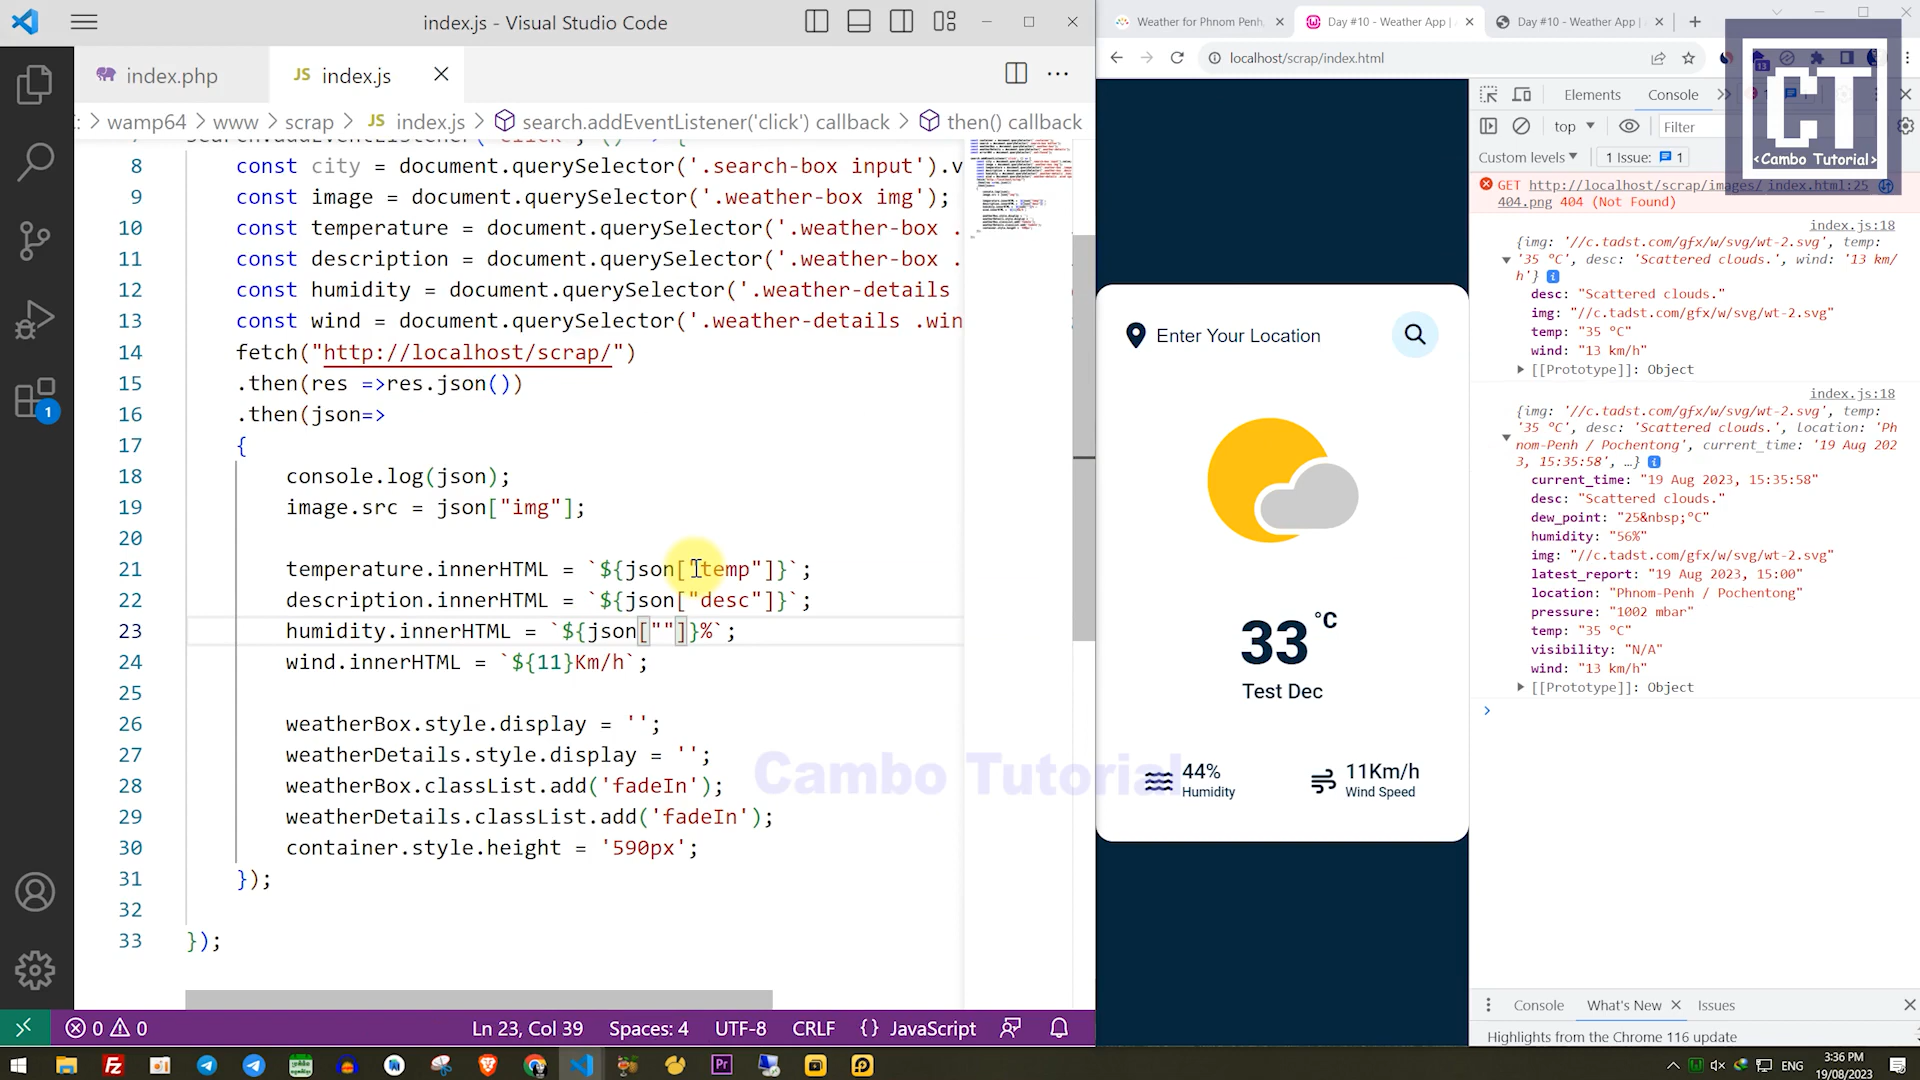 index.js - Visual Studio Code
index.php
JS index.js
: > wamp64 > www > scrap > JS index.js > search.addEventListener('click') callback > then() callback
8 const city = document.querySelector('.search-box input').v
9 const image = document.querySelector('.weather-box img');
10 const temperature = document.querySelector('.weather-box .
11 const description = document.querySelector('.weather-box .
12 const humidity = document.querySelector('.weather-details
13 const wind = document.querySelector('.weather-details .win
14 fetch("http://localhost/scrap/")
15 .then(res =>res.json())
16 .then(json=>
17 {
18 console.log(json);
19 image.src = json["img"];
20
21 temperature.innerHTML = `${json["temp"]}`;
22 description.innerHTML = `${json["desc"]}`;
23 humidity.innerHTML = `${json[""]}%`;
24 wind.innerHTML = `${11}Km/h`;
25
26 weatherBox.style.display = '';
27 weatherDetails.style.display = '';
28 weatherBox.classList.add('fadeIn');
29 weatherDetails.classList.add('fadeIn');
30 container.style.height = '590px';
31 });
32
33 });
Cambo Tutorial
1
0 0 Ln 23, Col 39 Spaces: 4 UTF-8 CRLF {} JavaScript
Weather for Phnom Penh,
Day #10 - Weather App |
Day #10 - Weather App |
localhost/scrap/index.html
Enter Your Location
33 °C
Test Dec
44%
Humidity
11Km/h
Wind Speed
Elements Console
top Filter
Custom levels 1 Issue: 1
CT
<Cambo Tutorial>
GET http://localhost/scrap/images/ index.html:25
404.png 404 (Not Found)
index.js:18
{img: '//c.tadst.com/gfx/w/svg/wt-2.svg', temp:
'35 °C', desc: 'Scattered clouds.', wind: '13 km/
h'}
desc: "Scattered clouds."
img: "//c.tadst.com/gfx/w/svg/wt-2.svg"
temp: "35 °C"
wind: "13 km/h"
[[Prototype]]: Object
index.js:18
{img: '//c.tadst.com/gfx/w/svg/wt-2.svg', temp:
'35 °C', desc: 'Scattered clouds.', location: 'Ph
nom-Penh / Pochentong', current_time: '19 Aug 202
3, 15:35:58', …}
current_time: "19 Aug 2023, 15:35:58"
desc: "Scattered clouds."
dew_point: "25&nbsp;°C"
humidity: "56%"
img: "//c.tadst.com/gfx/w/svg/wt-2.svg"
latest_report: "19 Aug 2023, 15:00"
location: "Phnom-Penh / Pochentong"
pressure: "1002 mbar"
temp: "35 °C"
visibility: "N/A"
wind: "13 km/h"
[[Prototype]]: Object
Console What's New Issues
Highlights from the Chrome 116 update
ENG
3:36 PM
19/08/2023